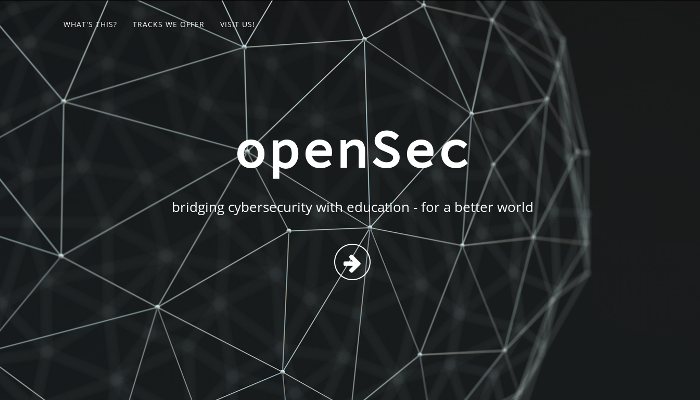 WHAT'S THIS? TRACKS WE OFFER VISIT US!
openSec
bridging cybersecurity with education - for a better world